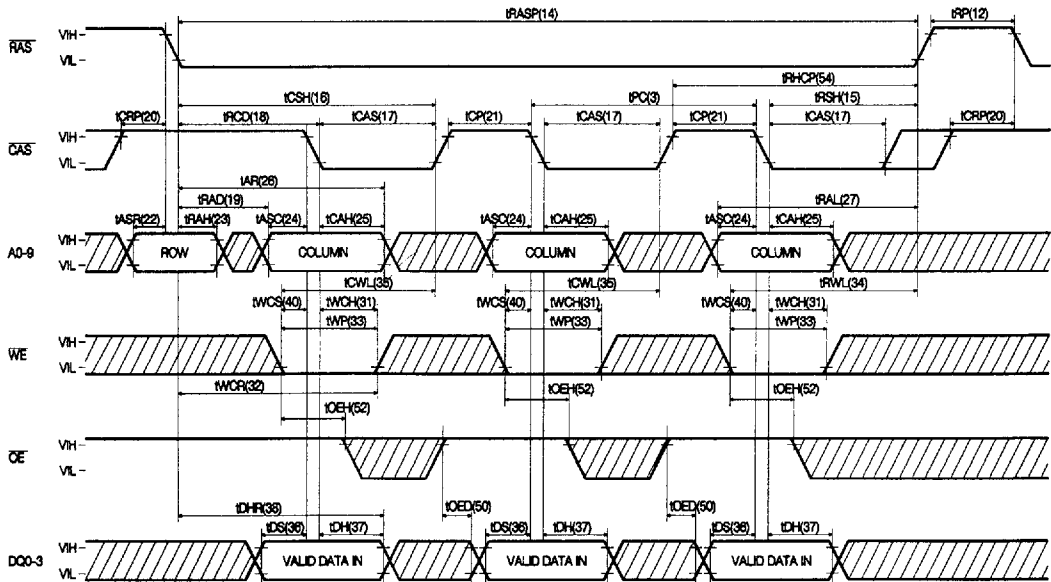 tRASP(14) tRP(12)
RAS VIH VIL
tRHCP(54)
tCSH(16) tPC(3) tRSH(15)
tCRP(20) tRCD(18) tCAS(17) tCP(21) tCAS(17) tCP(21) tCAS(17) tCRP(20)
CAS VIH VIL
tAR(26)
tRAD(19) tRAL(27)
tASR(22) tRAH(23) tASC(24) tCAH(25) tASC(24) tCAH(25) tASC(24) tCAH(25)
A0-9 VIH VIL ROW COLUMN COLUMN COLUMN
tCWL(35) tCWL(35) tRWL(34)
tWCS(40) tWCH(31) tWCS(40) tWCH(31) tWCS(40) tWCH(31)
tWP(33) tWP(33) tWP(33)
WE VIH VIL
tWCR(32) tOEH(52) tOEH(52) tOEH(52)
OE VIH VIL
tDHR(38) tOED(50) tOED(50)
tDS(36) tDH(37) tDS(36) tDH(37) tDS(36) tDH(37)
DQ0-3 VIH VIL VALID DATA IN VALID DATA IN VALID DATA IN